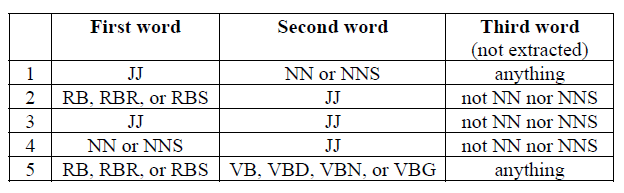 First word Second word Third word
(not extracted)
1 JJ NN or NNS anything
2 RB, RBR, or RBS JJ not NN nor NNS
3 JJ JJ not NN nor NNS
4 NN or NNS JJ not NN nor NNS
5 RB, RBR, or RBS VB, VBD, VBN, or VBG anything